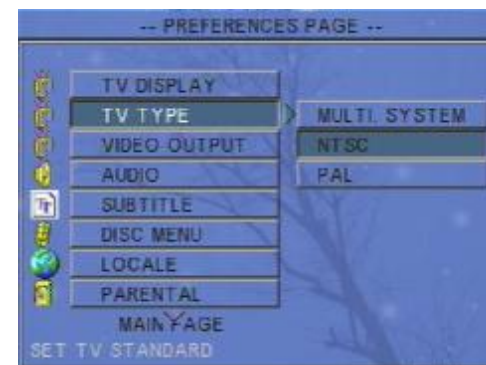 -- PREFERENCES PAGE --
TV DISPLAY
TV TYPE
MULTI. SYSTEM
VIDEO OUTPUT
NTSC
AUDIO
PAL
SUBTITLE
DISC MENU
LOCALE
PARENTAL
MAIN PAGE
SET TV STANDARD